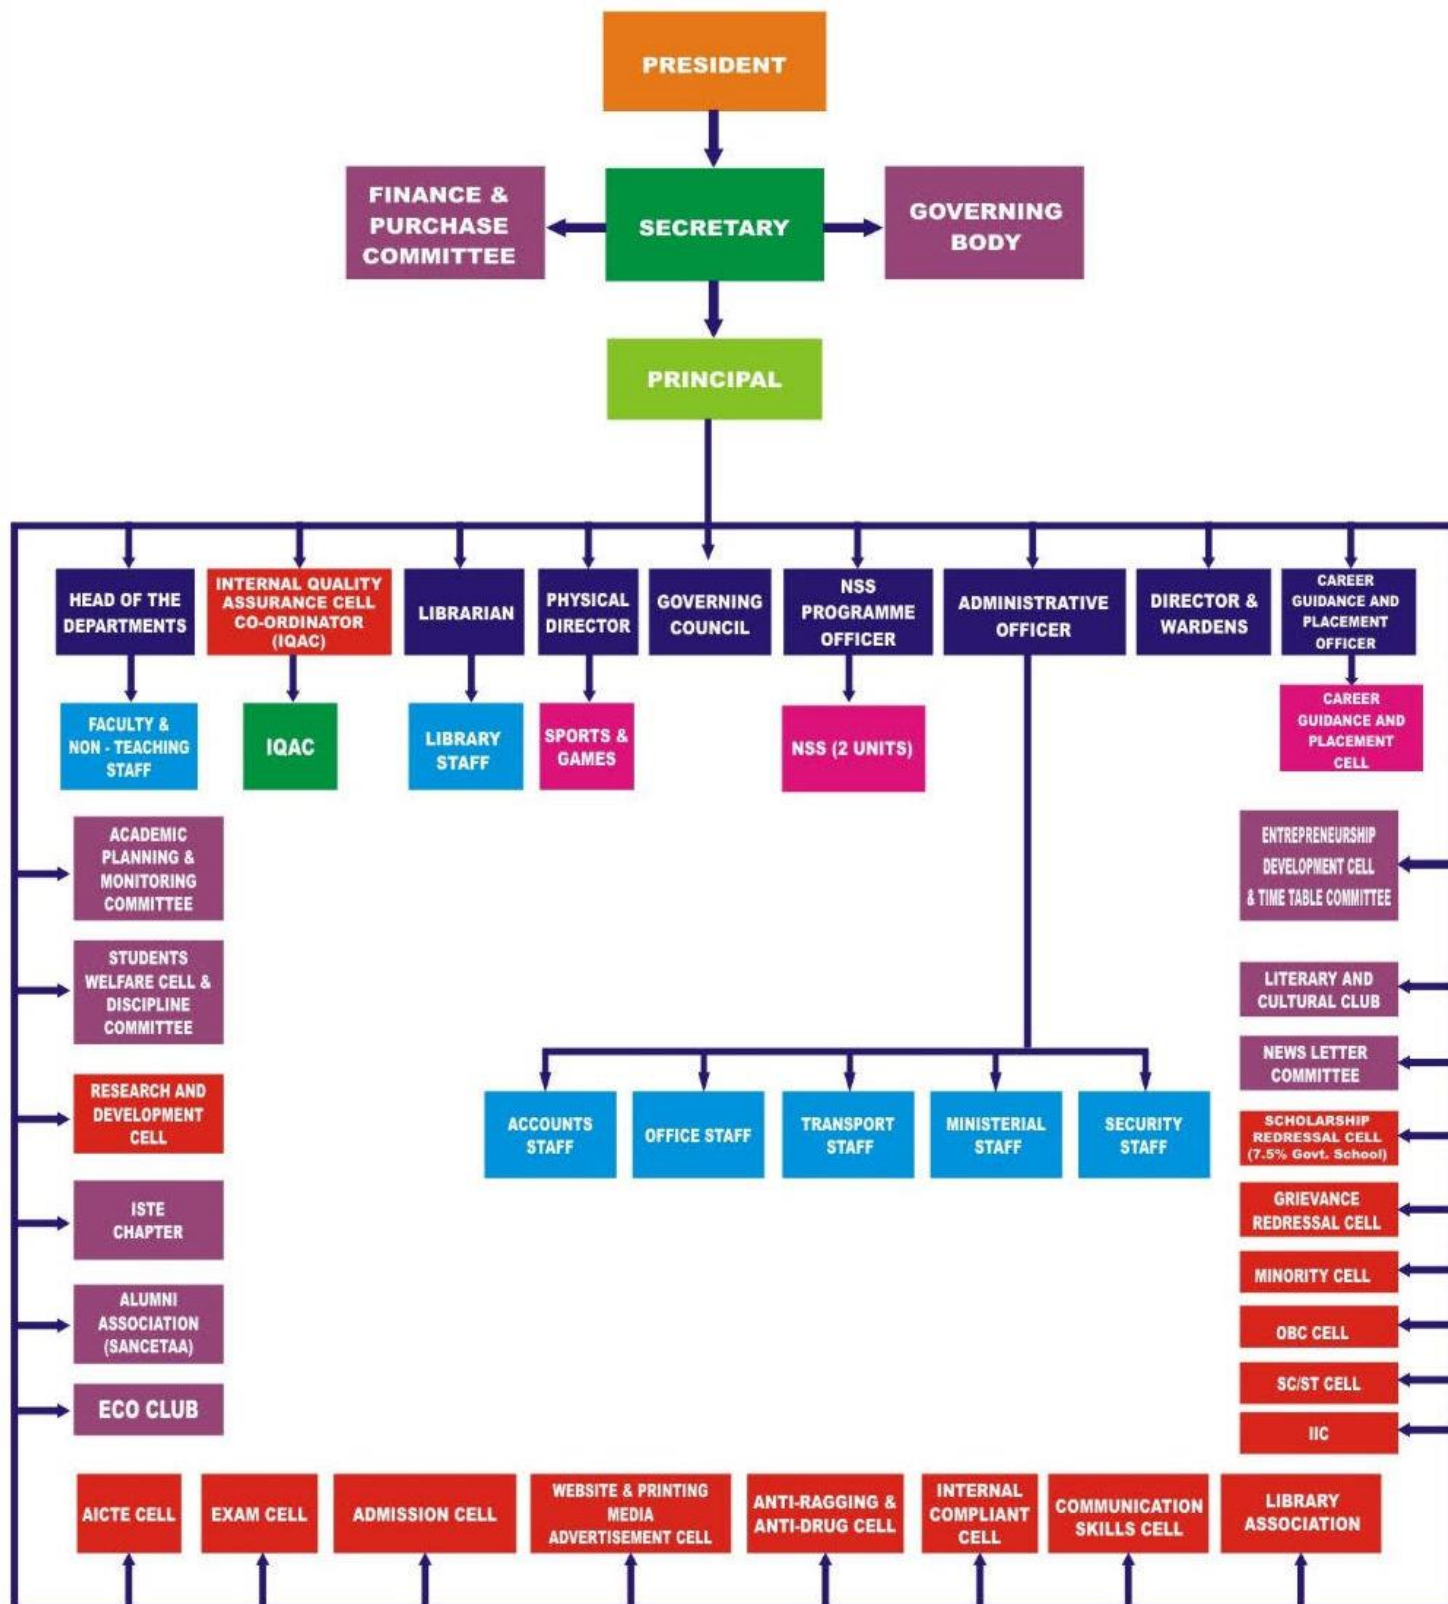 PRESIDENT
FINANCE &
PURCHASE
COMMITTEE
SECRETARY
GOVERNING
BODY
PRINCIPAL
HEAD OF THE
DEPARTMENTS
INTERNAL QUALITY
ASSURANCE CELL
CO-ORDINATOR
(IQAC)
LIBRARIAN
PHYSICAL
DIRECTOR
GOVERNING
COUNCIL
NSS
PROGRAMME
OFFICER
ADMINISTRATIVE
OFFICER
DIRECTOR &
WARDENS
CAREER
GUIDANCE AND
PLACEMENT
OFFICER
FACULTY &
NON - TEACHING
STAFF
IQAC
LIBRARY
STAFF
SPORTS &
GAMES
NSS (2 UNITS)
CAREER
GUIDANCE AND
PLACEMENT
CELL
ACADEMIC
PLANNING &
MONITORING
COMMITTEE
STUDENTS
WELFARE CELL &
DISCIPLINE
COMMITTEE
RESEARCH AND
DEVELOPMENT
CELL
ISTE
CHAPTER
ALUMNI
ASSOCIATION
(SANCETAA)
ECO CLUB
ACCOUNTS
STAFF
OFFICE STAFF
TRANSPORT
STAFF
MINISTERIAL
STAFF
SECURITY
STAFF
ENTREPRENEURSHIP
DEVELOPMENT CELL
& TIME TABLE COMMITTEE
LITERARY AND
CULTURAL CLUB
NEWS LETTER
COMMITTEE
SCHOLARSHIP
REDRESSAL CELL
(7.5% Govt. School)
GRIEVANCE
REDRESSAL CELL
MINORITY CELL
OBC CELL
SC/ST CELL
IIC
AICTE CELL
EXAM CELL
ADMISSION CELL
WEBSITE & PRINTING
MEDIA
ADVERTISEMENT CELL
ANTI-RAGGING &
ANTI-DRUG CELL
INTERNAL
COMPLIANT
CELL
COMMUNICATION
SKILLS CELL
LIBRARY
ASSOCIATION